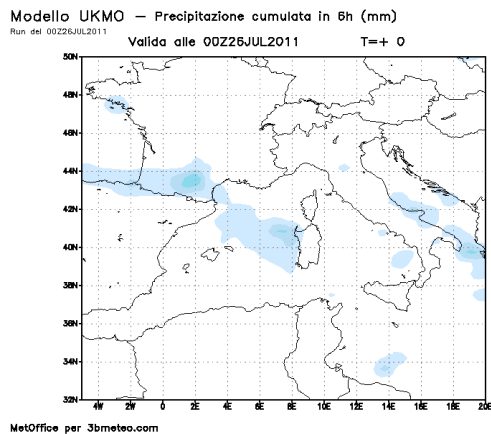 Modello UKMO – Precipitazione cumulata in 6h (mm)
Run del 00Z26JUL2011
Valida alle 00Z26JUL2011 T=+ 0
50N
48N
46N
44N
42N
40N
38N
36N
34N
32N
4W 2W 0 2E 4E 6E 8E 10E 12E 14E 16E 18E 20E
MetOffice per 3bmeteo.com